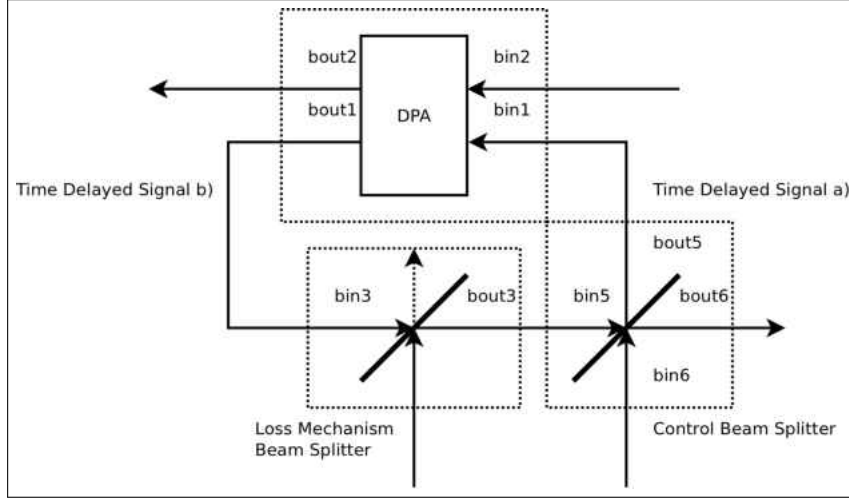 bout2
bin2
bout1
DPA
bin1
Time Delayed Signal b)
Time Delayed Signal a)
bout5
bin3
bout3
bin5
bout6
bin6
Loss Mechanism
Beam Splitter
Control Beam Splitter